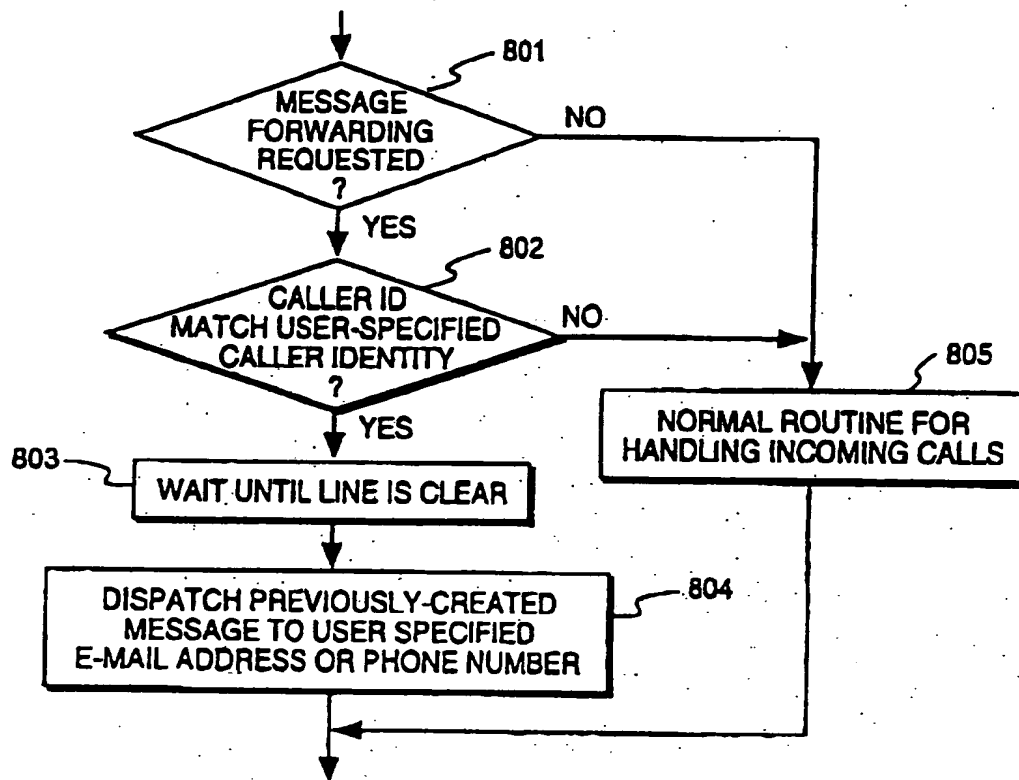 801
MESSAGE
FORWARDING
REQUESTED
?
NO
YES
802
CALLER ID
MATCH USER-SPECIFIED
CALLER IDENTITY
?
NO
YES
805
NORMAL ROUTINE FOR
HANDLING INCOMING CALLS
803
WAIT UNTIL LINE IS CLEAR
804
DISPATCH PREVIOUSLY-CREATED
MESSAGE TO USER SPECIFIED
E-MAIL ADDRESS OR PHONE NUMBER